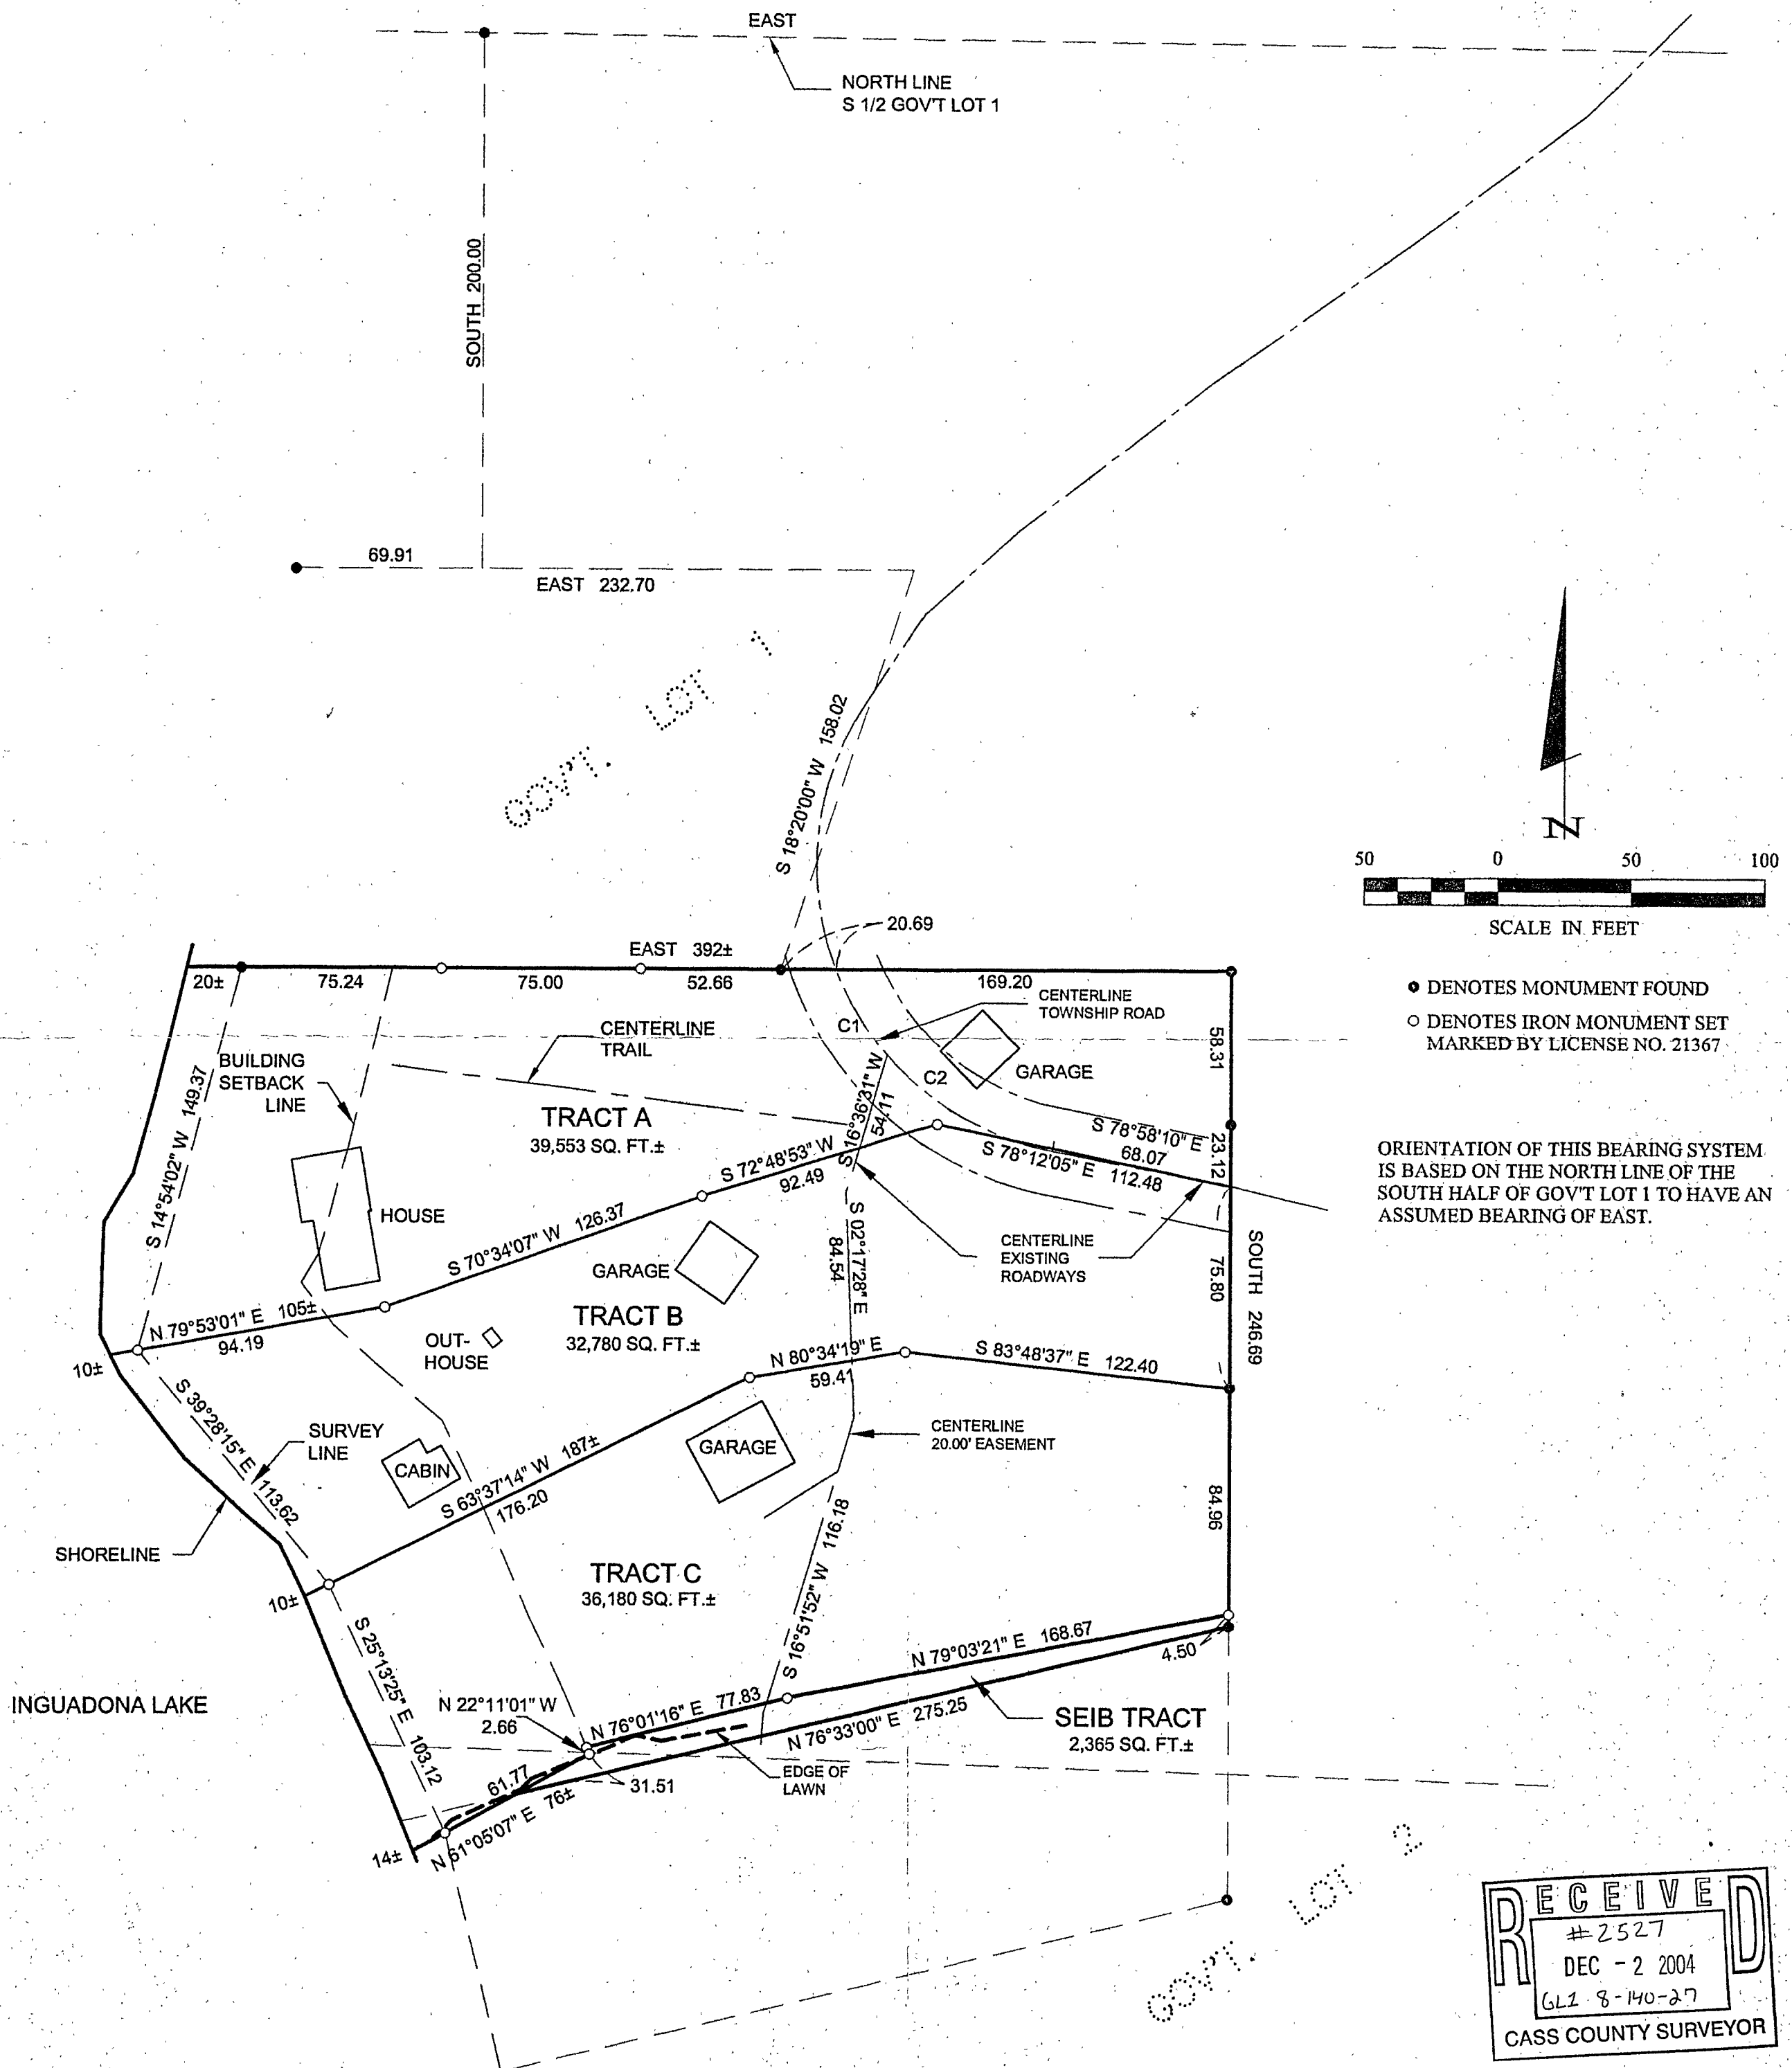 EAST
NORTH LINE
S 1/2 GOV'T LOT 1
SOUTH 200.00
69.91
EAST 232.70
GOV'T. LOT 1
S 18°20'00" W 158.02
N
50 0 50 100
SCALE IN FEET
DENOTES MONUMENT FOUND
DENOTES IRON MONUMENT SET
MARKED BY LICENSE NO. 21367
ORIENTATION OF THIS BEARING SYSTEM
IS BASED ON THE NORTH LINE OF THE
SOUTH HALF OF GOV'T LOT 1 TO HAVE AN
ASSUMED BEARING OF EAST.
20.69
EAST 392±
20±
75.24
75.00
52.66
169.20
CENTERLINE
TOWNSHIP ROAD
C1
C2
CENTERLINE
TRAIL
GARAGE
58.31
BUILDING
SETBACK
LINE
S 14°54'02" W 149.37
TRACT A
39,553 SQ. FT.±
S 16°36'31" W
54.11
S 78°58'10" E
68.07
23.12
S 78°12'05" E 112.48
S 72°48'53" W
92.49
HOUSE
S 70°34'07" W 126.37
S 02°17'28" E
84.54
CENTERLINE
EXISTING
ROADWAYS
SOUTH 246.69
75.80
GARAGE
N 79°53'01" E 105±
94.19
10±
TRACT B
32,780 SQ. FT.±
OUT-
HOUSE
N 80°34'19" E
59.41
S 83°48'37" E 122.40
S 39°28'15" E 113.62
SURVEY
LINE
CABIN
S 63°37'14" W 187±
176.20
GARAGE
CENTERLINE
20.00' EASEMENT
84.96
SHORELINE
10±
TRACT C
36,180 SQ. FT.±
S 16°51'52" W 116.18
S 25°13'25" E 103.12
INGUADONA LAKE
N 22°11'01" W
2.66
N 76°01'16" E 77.83
N 79°03'21" E 168.67
4.50
N 76°33'00" E 275.25
SEIB TRACT
2,365 SQ. FT.±
EDGE OF
LAWN
61.77
31.51
N 61°05'07" E 76±
14±
GOV'T. LOT 2
RECEIVED
#2527
DEC - 2 2004
GL1 8-140-27
CASS COUNTY SURVEYOR